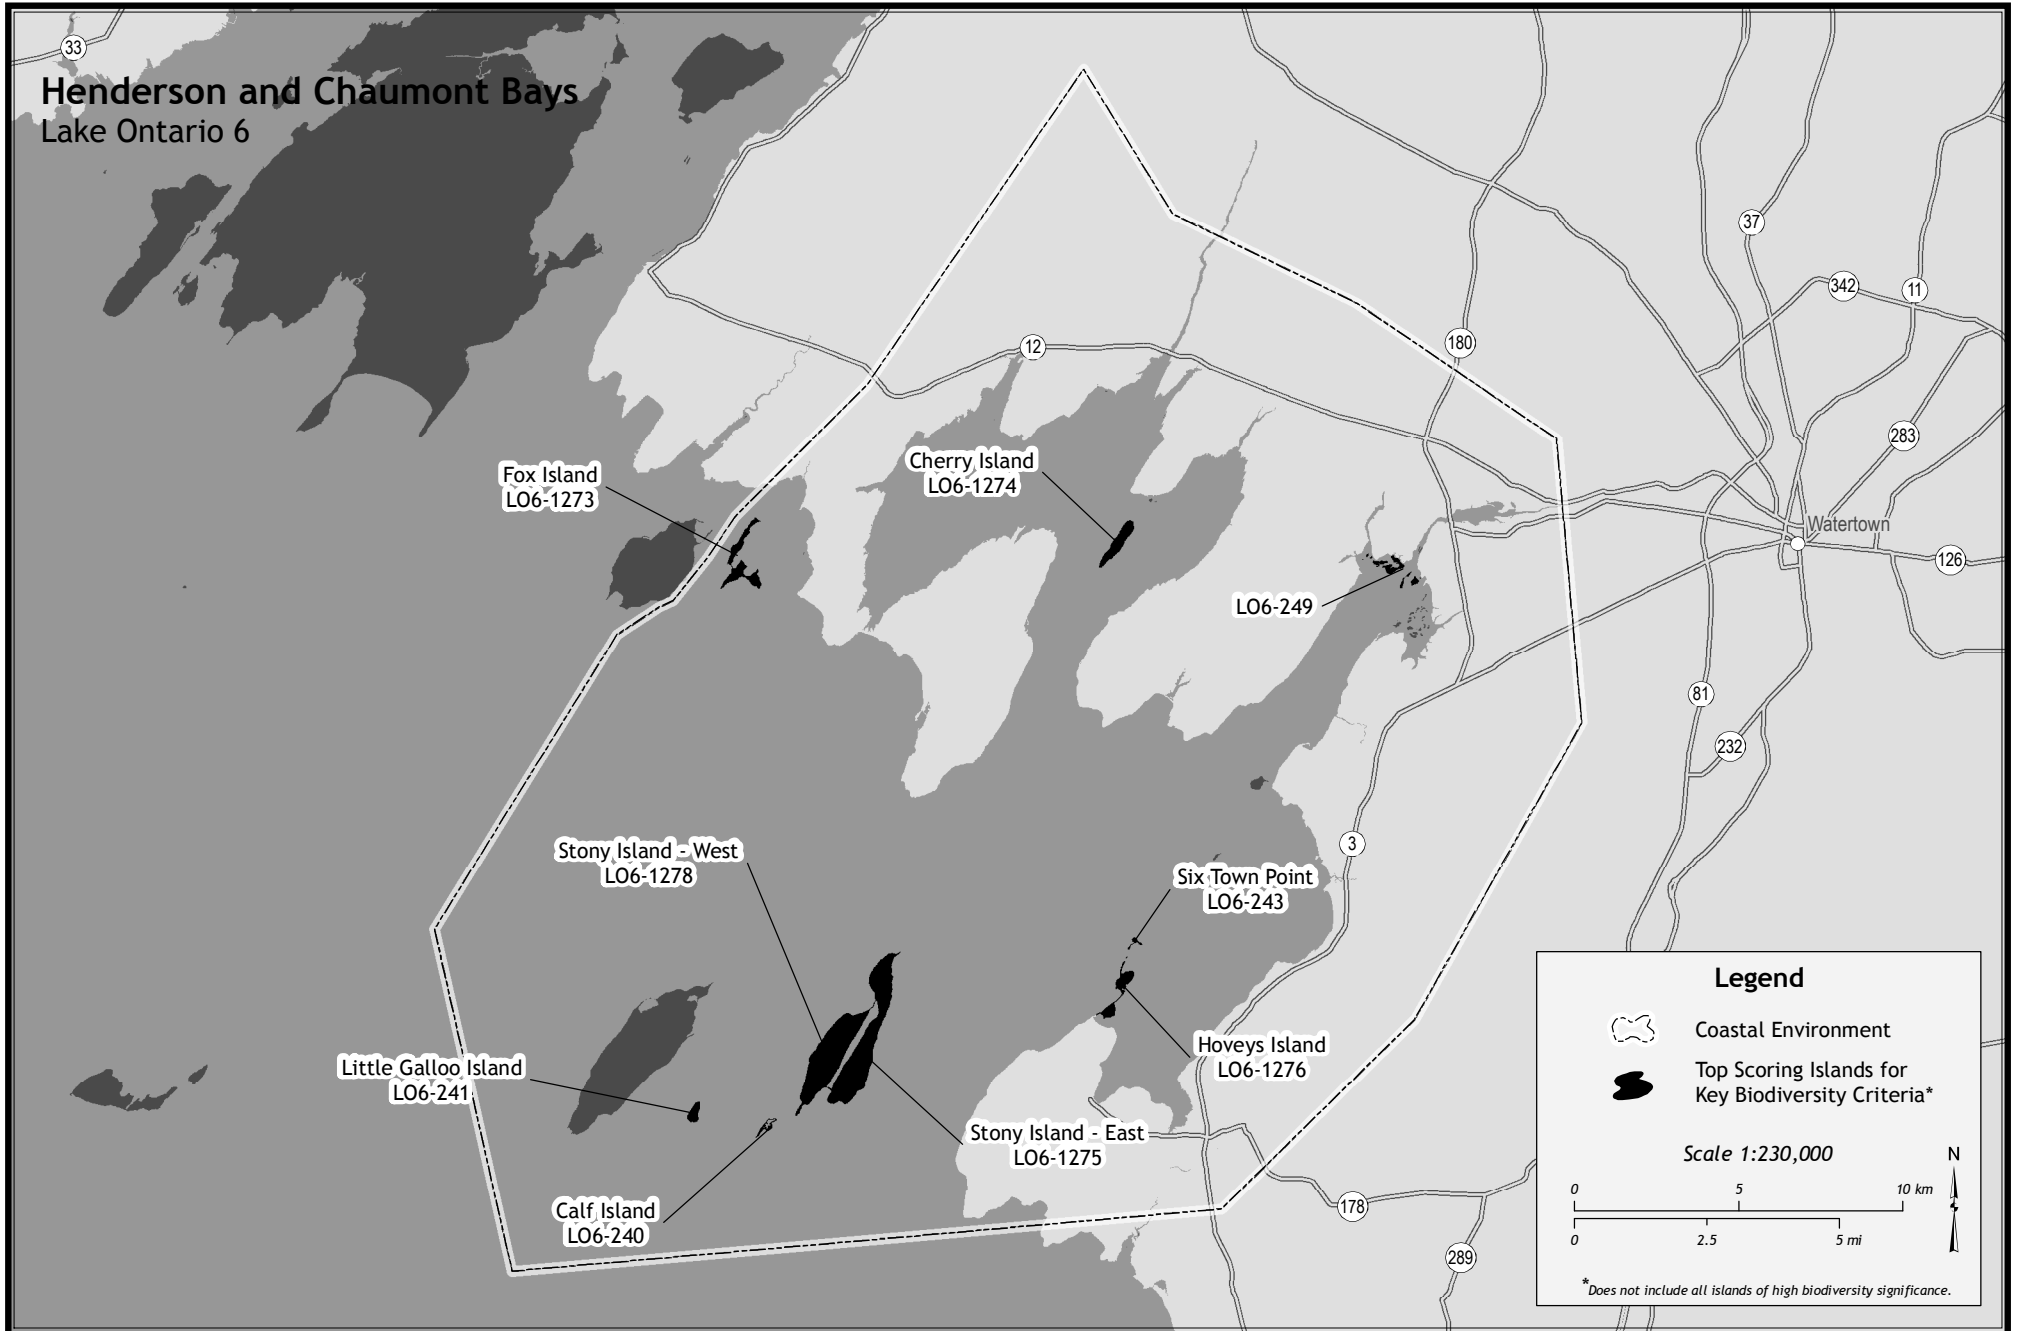 Henderson and Chaumont Bays
Lake Ontario 6
33
37
342
11
12
180
283
Fox Island
LO6-1273
Cherry Island
LO6-1274
Watertown
126
LO6-249
81
232
3
Stony Island - West
LO6-1278
Six Town Point
LO6-243
Hoveys Island
LO6-1276
Little Galloo Island
LO6-241
Stony Island - East
LO6-1275
Calf Island
LO6-240
178
289
Legend
Coastal Environment
Top Scoring Islands for
Key Biodiversity Criteria*
Scale 1:230,000
N
0 5 10 km
0 2.5 5 mi
*Does not include all islands of high biodiversity significance.